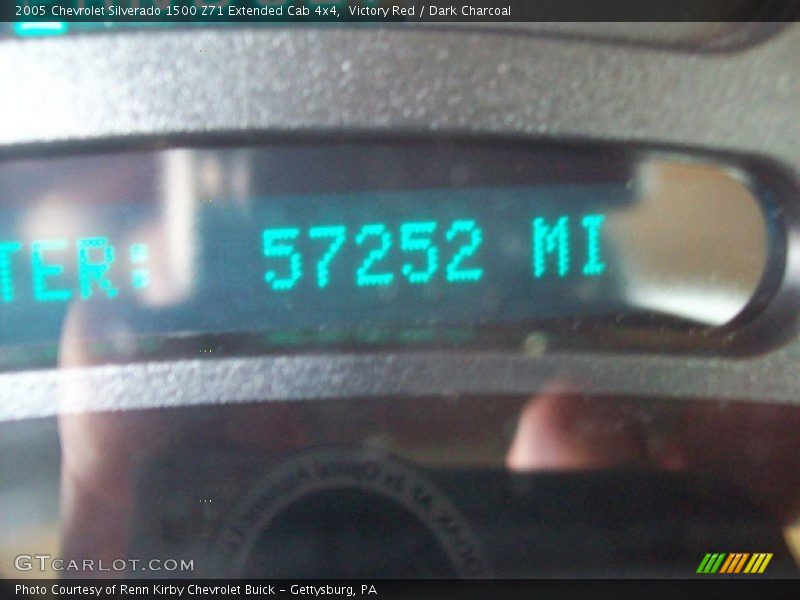 2005 Chevrolet Silverado 1500 Z71 Extended Cab 4x4, Victory Red / Dark Charcoal
TER: 57252 MI
GTCARLOT.COM
Photo Courtesy of Renn Kirby Chevrolet Buick - Gettysburg, PA